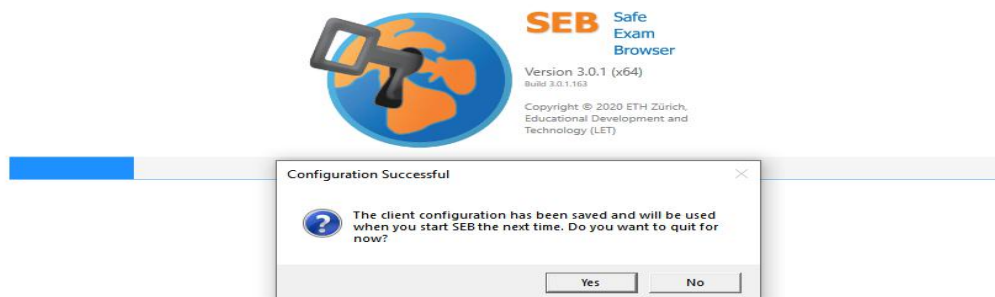 SEB Safe
Exam
Browser
Version 3.0.1 (x64)
Build 3.0.1.163
Copyright © 2020 ETH Zürich,
Educational Development and
Technology (LET)
Configuration Successful
The client configuration has been saved and will be used
when you start SEB the next time. Do you want to quit for
now?
Yes No